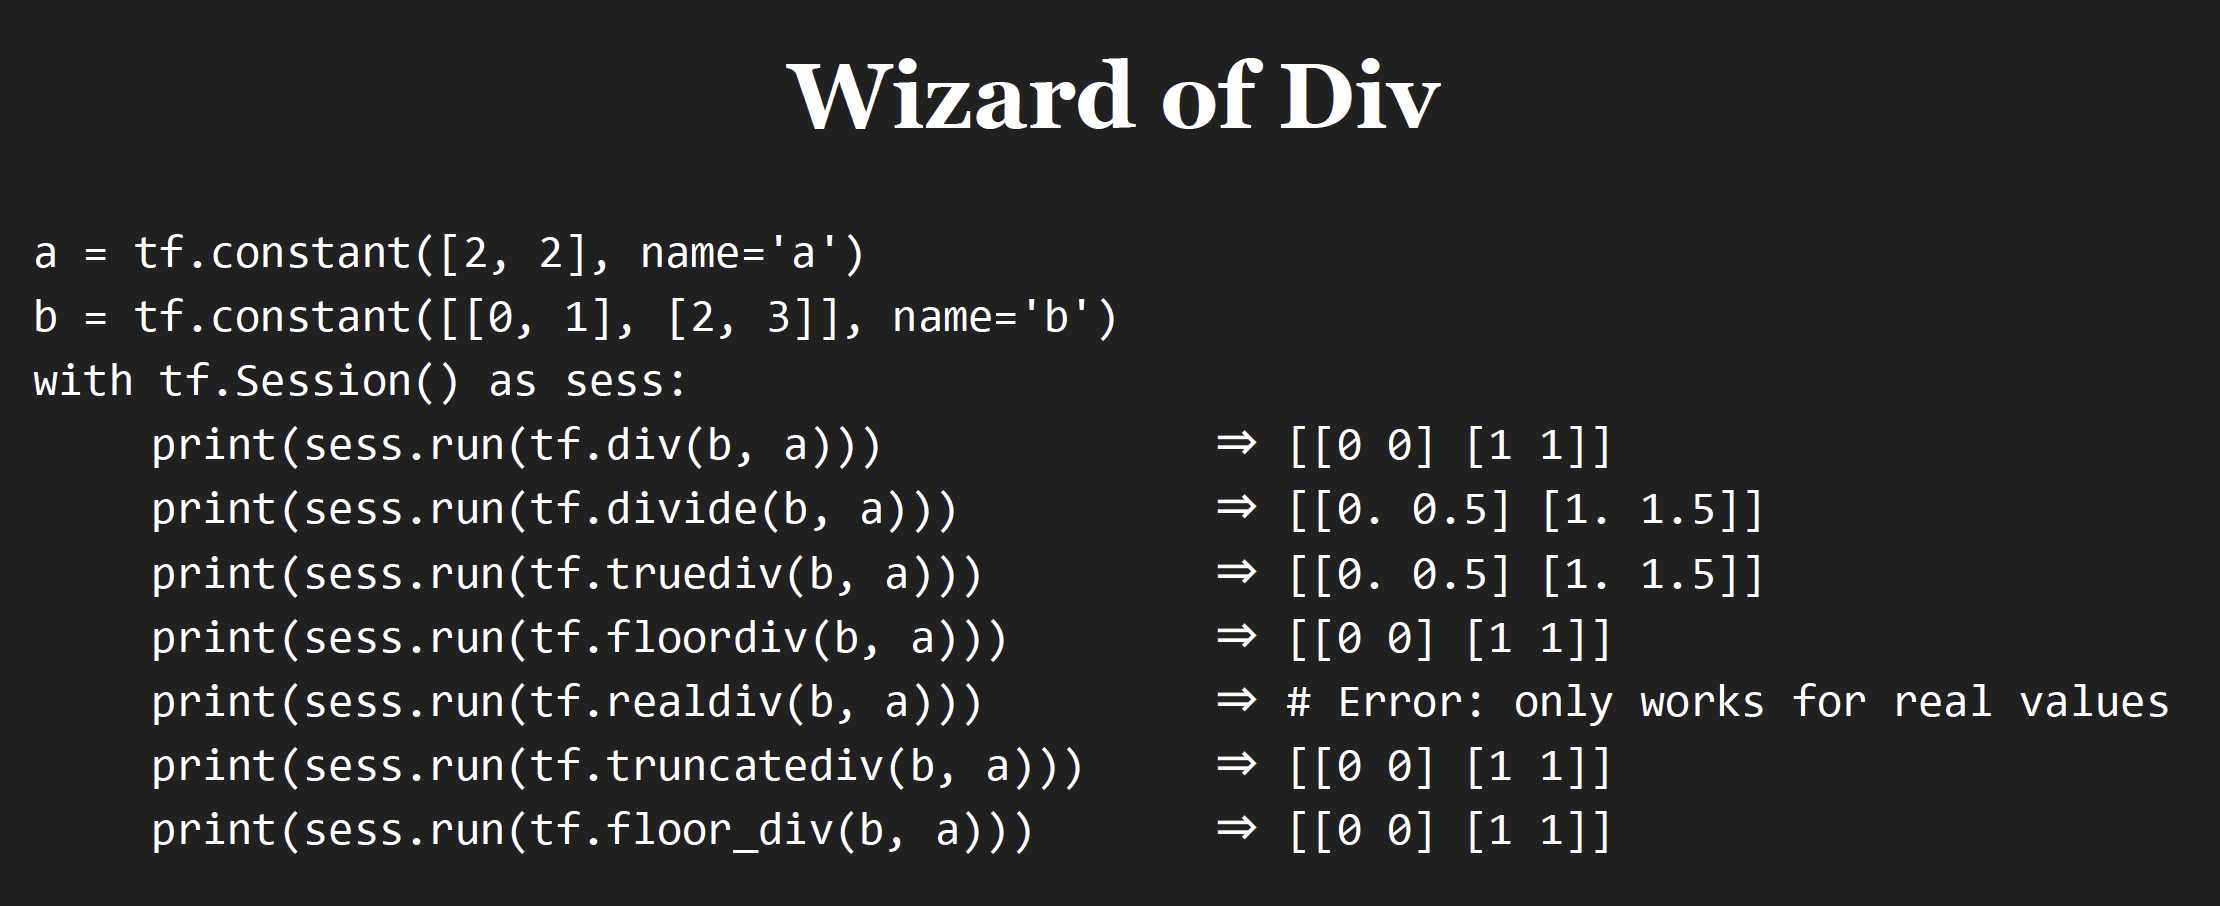 Wizard of Div
a = tf.constant([2, 2], name='a')
b = tf.constant([[0, 1], [2, 3]], name='b')
with tf.Session() as sess:
print(sess.run(tf.div(b, a))) ⇒ [[0 0] [1 1]]
print(sess.run(tf.divide(b, a))) ⇒ [[0. 0.5] [1. 1.5]]
print(sess.run(tf.truediv(b, a))) ⇒ [[0. 0.5] [1. 1.5]]
print(sess.run(tf.floordiv(b, a))) ⇒ [[0 0] [1 1]]
print(sess.run(tf.realdiv(b, a))) ⇒ # Error: only works for real values
print(sess.run(tf.truncatediv(b, a))) ⇒ [[0 0] [1 1]]
print(sess.run(tf.floor_div(b, a))) ⇒ [[0 0] [1 1]]